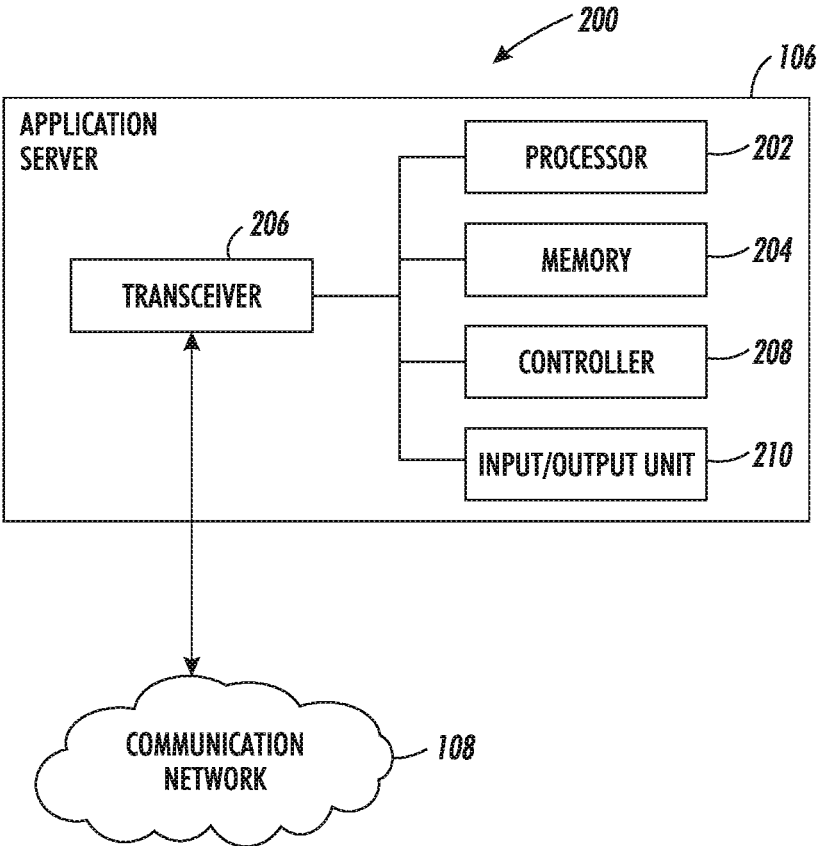 200
106
APPLICATION
SERVER
PROCESSOR
202
206
MEMORY
204
TRANSCEIVER
CONTROLLER
208
INPUT/OUTPUT UNIT
210
COMMUNICATION
NETWORK
108